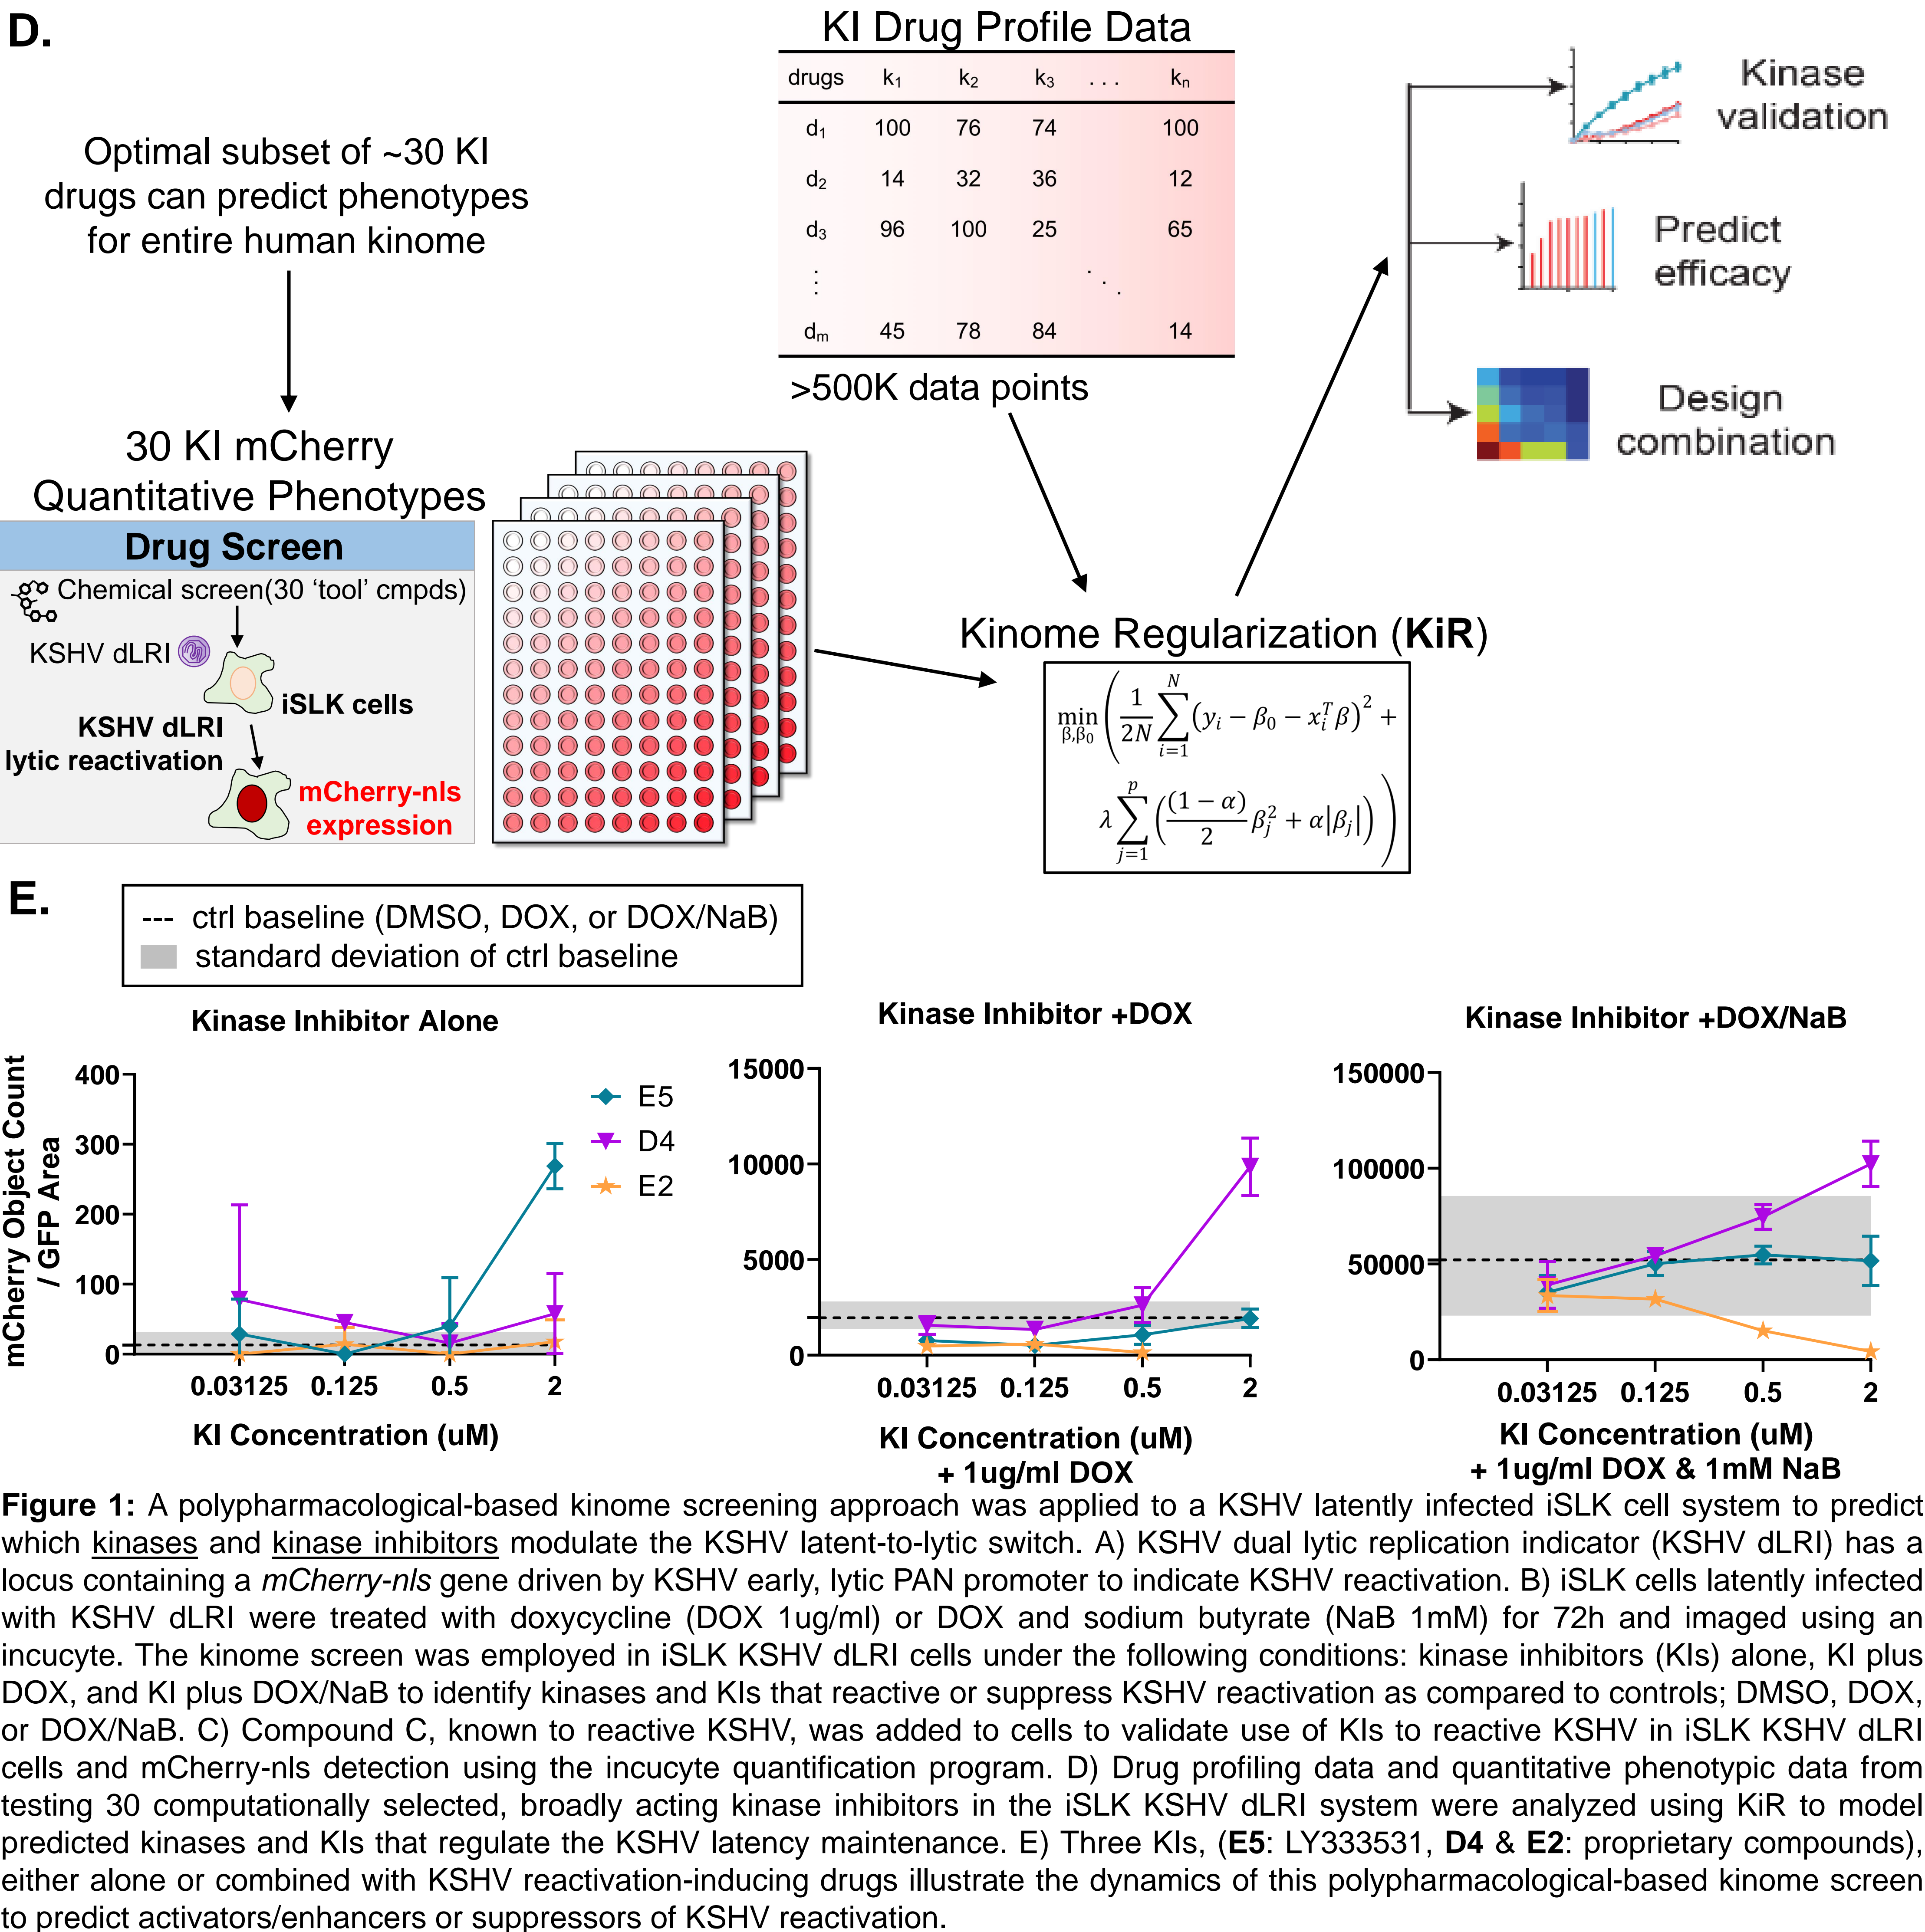 D.
Optimal subset of ~30 KI
drugs can predict phenotypes
for entire human kinome
30 KI mCherry
Quantitative Phenotypes
Drug Screen
Chemical screen(30 ‘tool’ cmpds)
KSHV dLRI
iSLK cells
KSHV dLRI
lytic reactivation
mCherry-nls
expression
KI Drug Profile Data
drugs k₁ k₂ k₃ . . . kₙ
d₁ 100 76 74 100
d₂ 14 32 36 12
d₃ 96 100 25 65
⋮ ⋱
dₘ 45 78 84 14
>500K data points
Kinome Regularization (KiR)
min β,β₀ ( 1/2N ∑ i=1 N (yᵢ − β₀ − xᵢᵀβ)² +
λ ∑ j=1 p ( (1 − α)/2 βⱼ² + α|βⱼ| ) )
Kinase
validation
Predict
efficacy
Design
combination
E.
--- ctrl baseline (DMSO, DOX, or DOX/NaB)
standard deviation of ctrl baseline
Kinase Inhibitor Alone
mCherry Object Count
/ GFP Area
400
300
200
100
0
0.03125 0.125 0.5 2
KI Concentration (uM)
E5
D4
E2
Kinase Inhibitor +DOX
15000
10000
5000
0
0.03125 0.125 0.5 2
KI Concentration (uM)
+ 1ug/ml DOX
Kinase Inhibitor +DOX/NaB
150000
100000
50000
0
0.03125 0.125 0.5 2
KI Concentration (uM)
+ 1ug/ml DOX & 1mM NaB
Figure 1: A polypharmacological-based kinome screening approach was applied to a KSHV latently infected iSLK cell system to predict
which kinases and kinase inhibitors modulate the KSHV latent-to-lytic switch. A) KSHV dual lytic replication indicator (KSHV dLRI) has a
locus containing a mCherry-nls gene driven by KSHV early, lytic PAN promoter to indicate KSHV reactivation. B) iSLK cells latently infected
with KSHV dLRI were treated with doxycycline (DOX 1ug/ml) or DOX and sodium butyrate (NaB 1mM) for 72h and imaged using an
incucyte. The kinome screen was employed in iSLK KSHV dLRI cells under the following conditions: kinase inhibitors (KIs) alone, KI plus
DOX, and KI plus DOX/NaB to identify kinases and KIs that reactive or suppress KSHV reactivation as compared to controls; DMSO, DOX,
or DOX/NaB. C) Compound C, known to reactive KSHV, was added to cells to validate use of KIs to reactive KSHV in iSLK KSHV dLRI
cells and mCherry-nls detection using the incucyte quantification program. D) Drug profiling data and quantitative phenotypic data from
testing 30 computationally selected, broadly acting kinase inhibitors in the iSLK KSHV dLRI system were analyzed using KiR to model
predicted kinases and KIs that regulate the KSHV latency maintenance. E) Three KIs, (E5: LY333531, D4 & E2: proprietary compounds),
either alone or combined with KSHV reactivation-inducing drugs illustrate the dynamics of this polypharmacological-based kinome screen
to predict activators/enhancers or suppressors of KSHV reactivation.